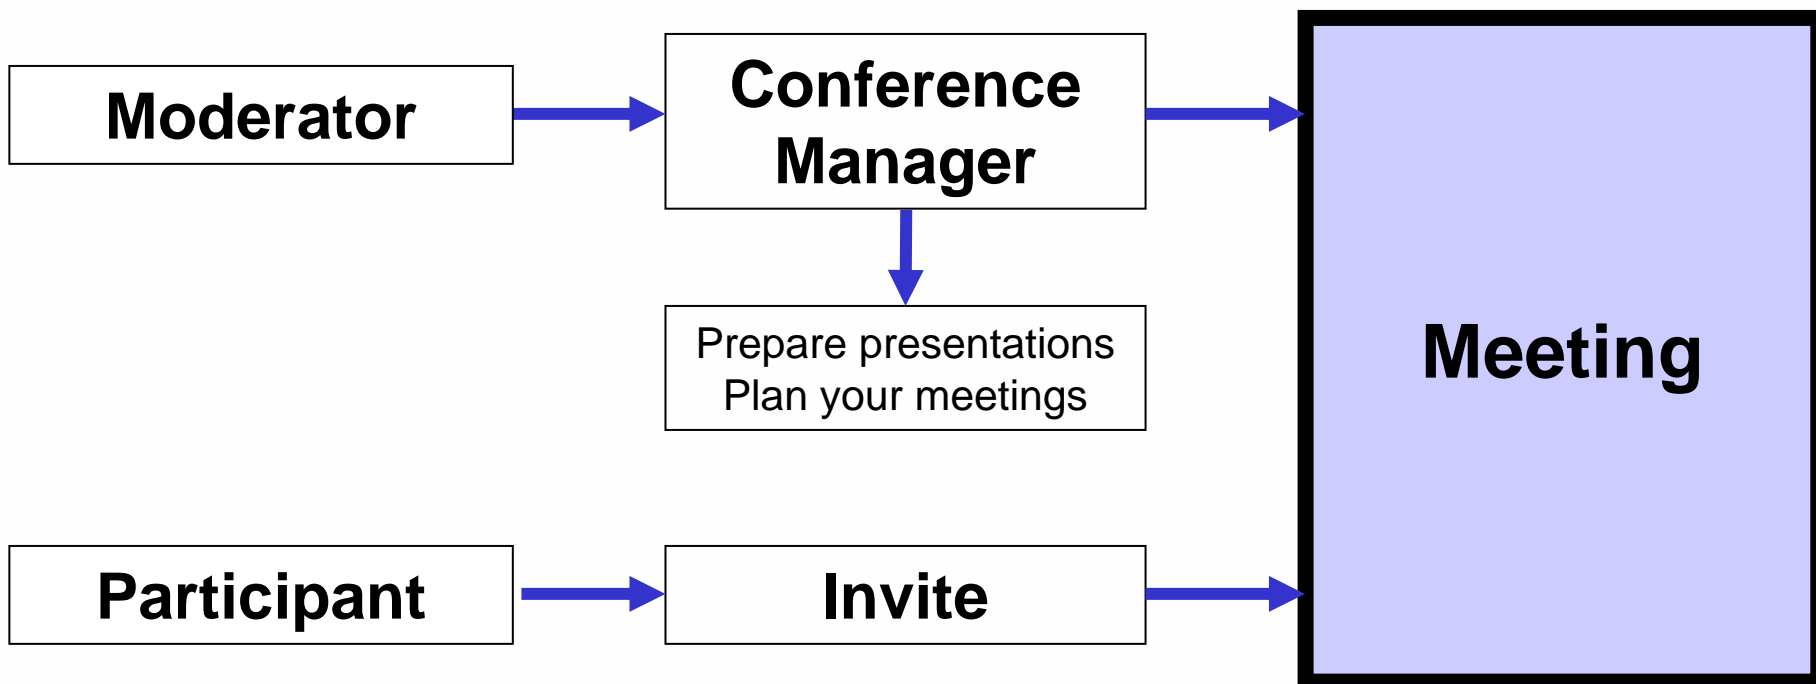 Moderator
Conference
Manager
Prepare presentations
Plan your meetings
Meeting
Participant
Invite